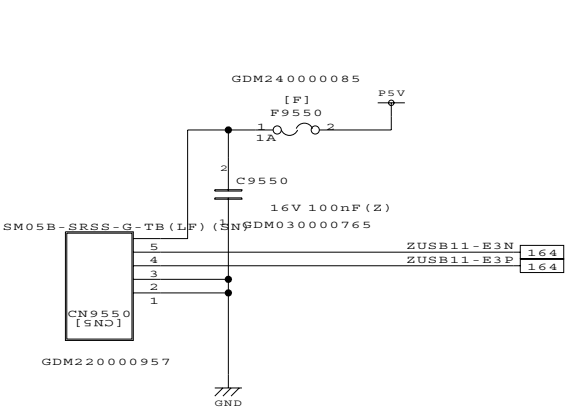 GDM240000085
[F]
F9550
P5V
1
2
1A
2
C9550
16V 100nF(Z)
SM05B-SRSS-G-TB(LF)(SN)
1
GDM030000765
5
ZUSB11-E3N
164
4
ZUSB11-E3P
164
3
2
1
CN9550
[CN5]
GDM220000957
GND